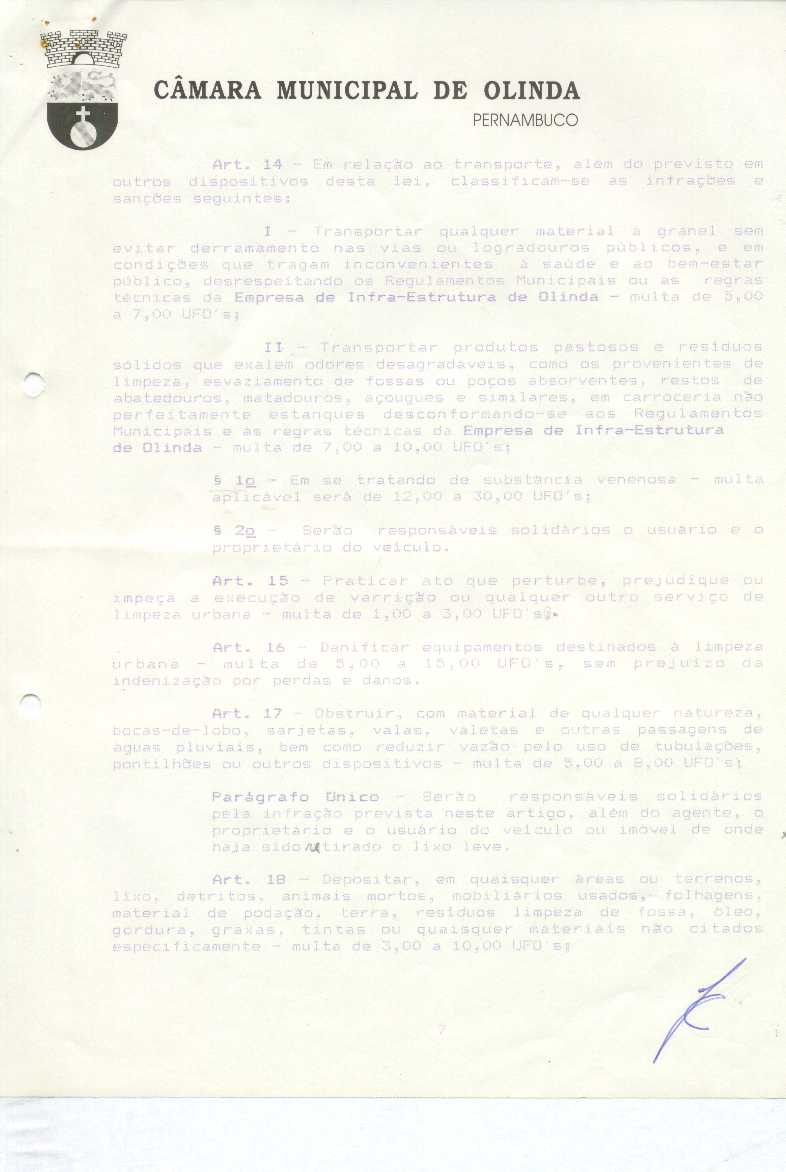 CÂMARA MUNICIPAL DE OLINDA
PERNAMBUCO
Art. 14 - Em relação ao transporte, além do previsto em
outros dispositivos desta lei, classificam-se as infrações e
sanções seguintes:
I - Transportar qualquer material a granel sem
evitar derramamento nas vias ou logradouros públicos, e em
condições que tragam inconvenientes à saúde e ao bem-estar
público, desrespeitando os Regulamentos Municipais ou as regras
técnicas da Empresa de Infra-Estrutura de Olinda - multa de 5,00
a 7,00 UFO's;
II - Transportar produtos pastosos e resíduos
sólidos que exalem odores desagradáveis, como os provenientes de
limpeza, esvaziamento de fossas ou poços absorventes, restos de
abatedouros, matadouros, açougues e similares, em carroceria não
perfeitamente estanques desconformando-se aos Regulamentos
Municipais e às regras técnicas da Empresa de Infra-Estrutura
de Olinda - multa de 7,00 a 10,00 UFO's;
§ 1o - Em se tratando de substância venenosa - multa
aplicável será de 12,00 a 30,00 UFO's;
§ 2o - Serão responsáveis solidários o usuário e o
proprietário do veículo.
Art. 15 - Praticar ato que perturbe, prejudique ou
impeça a execução de varrição ou qualquer outro serviço de
limpeza urbana - multa de 1,00 a 3,00 UFO's.
Art. 16 - Danificar equipamentos destinados à limpeza
urbana - multa de 5,00 a 15,00 UFO's, sem prejuízo da
indenização por perdas e danos.
Art. 17 - Obstruir, com material de qualquer natureza,
bocas-de-lobo, sarjetas, valas, valetas e outras passagens de
águas pluviais, bem como reduzir vazão pelo uso de tubulações,
pontilhões ou outros dispositivos - multa de 5,00 a 8,00 UFO's;
Parágrafo Único - Serão responsáveis solidários
pela infração prevista neste artigo, além do agente, o
proprietário e o usuário do veículo ou imóvel de onde
haja sido retirado o lixo leve.
Art. 18 - Depositar, em quaisquer áreas ou terrenos,
lixo, detritos, animais mortos, mobiliários usados, folhagens,
material de podação, terra, resíduos limpeza de fossa, óleo,
gordura, graxas, tintas ou quaisquer materiais não citados
especificamente - multa de 3,00 a 10,00 UFO's;
7